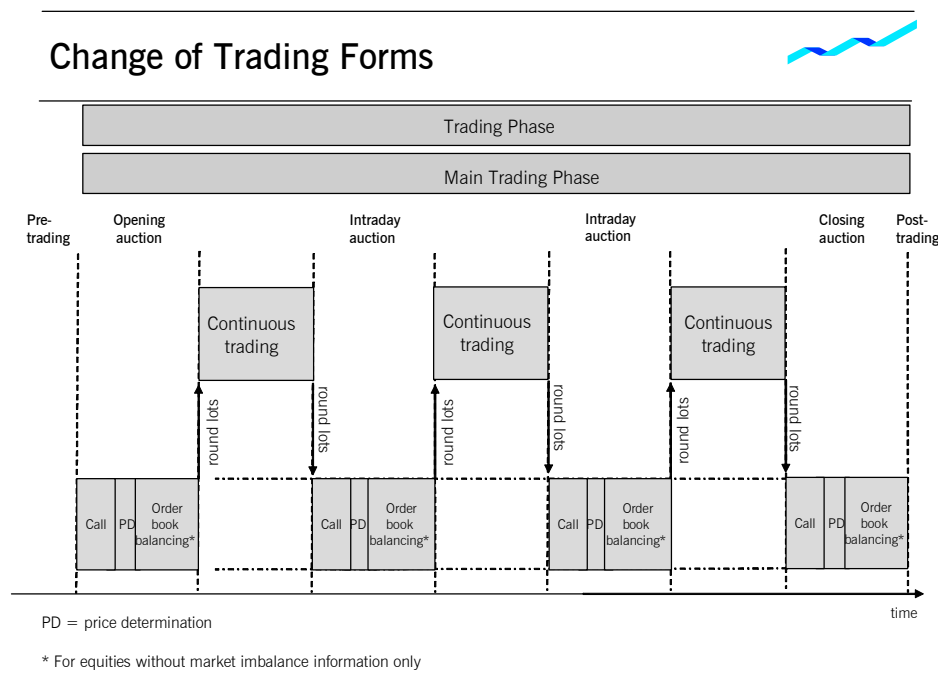 Change of Trading Forms
Trading Phase
Main Trading Phase
Pre-
trading
Opening
auction
Intraday
auction
Intraday
auction
Closing
auction
Post-
trading
Continuous
trading
Continuous
trading
Continuous
trading
round lots
round lots
round lots
round lots
round lots
round lots
Call
PD
Order
book
balancing*
Call
PD
Order
book
balancing*
Call
PD
Order
book
balancing*
Call
PD
Order
book
balancing*
time
PD = price determination
* For equities without market imbalance information only